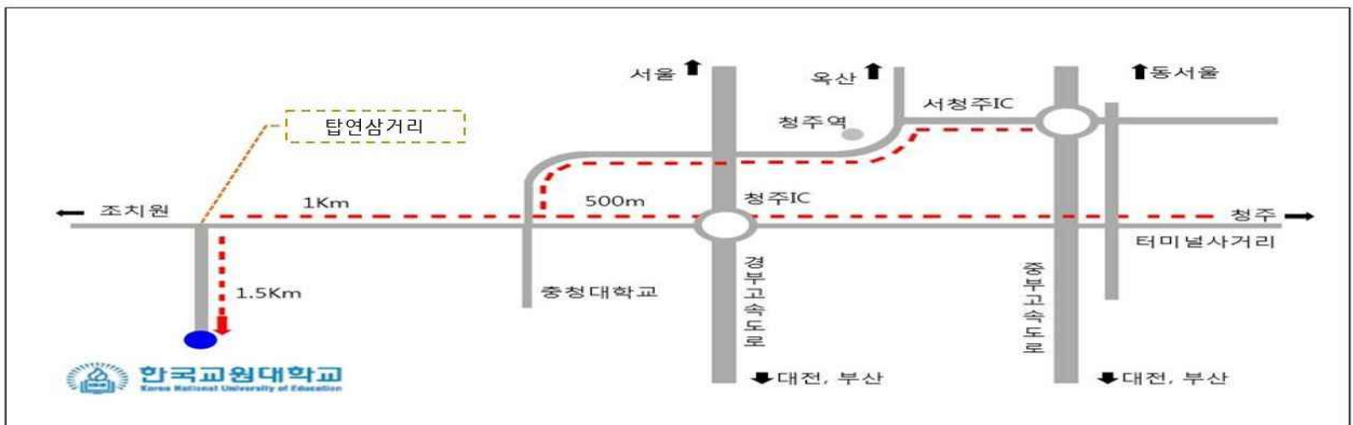 서울
옥산
동서울
탑연삼거리
청주역
서청주IC
조치원
1Km
500m
청주IC
청주
터미널사거리
1.5Km
충청대학교
경부고속도로
중부고속도로
한국교원대학교
Korea National University of Education
대전, 부산
대전, 부산